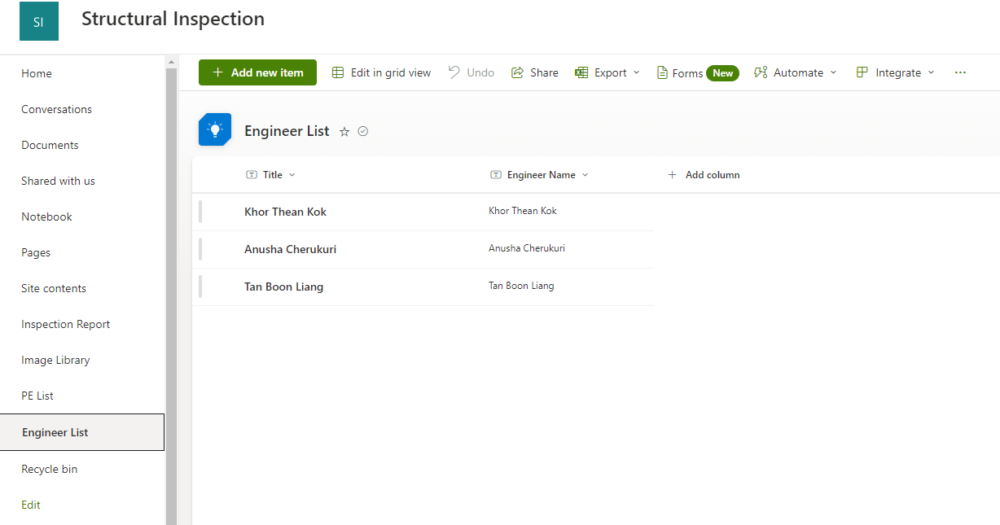 SI
Structural Inspection
Home
Conversations
Documents
Shared with us
Notebook
Pages
Site contents
Inspection Report
Image Library
PE List
Engineer List
Recycle bin
Edit
Add new item Edit in grid view Undo Share Export Forms New Automate Integrate ...
Engineer List
Title Engineer Name Add column
Khor Thean Kok Khor Thean Kok
Anusha Cherukuri Anusha Cherukuri
Tan Boon Liang Tan Boon Liang